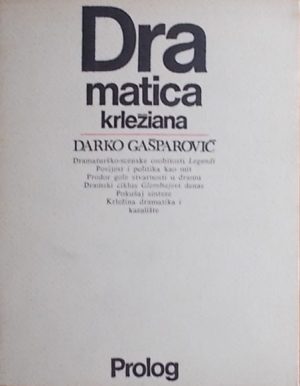 Dra
matica
krležiana
DARKO GAŠPAROVIĆ
Dramaturško-scenske osobitosti Legendi
Povijest i politika kao mit
Prodor gole stvarnosti u dramu
Dramski ciklus Glembajevi danas
Pokušaj sinteze
Krležina dramatika i
kazalište
Prolog